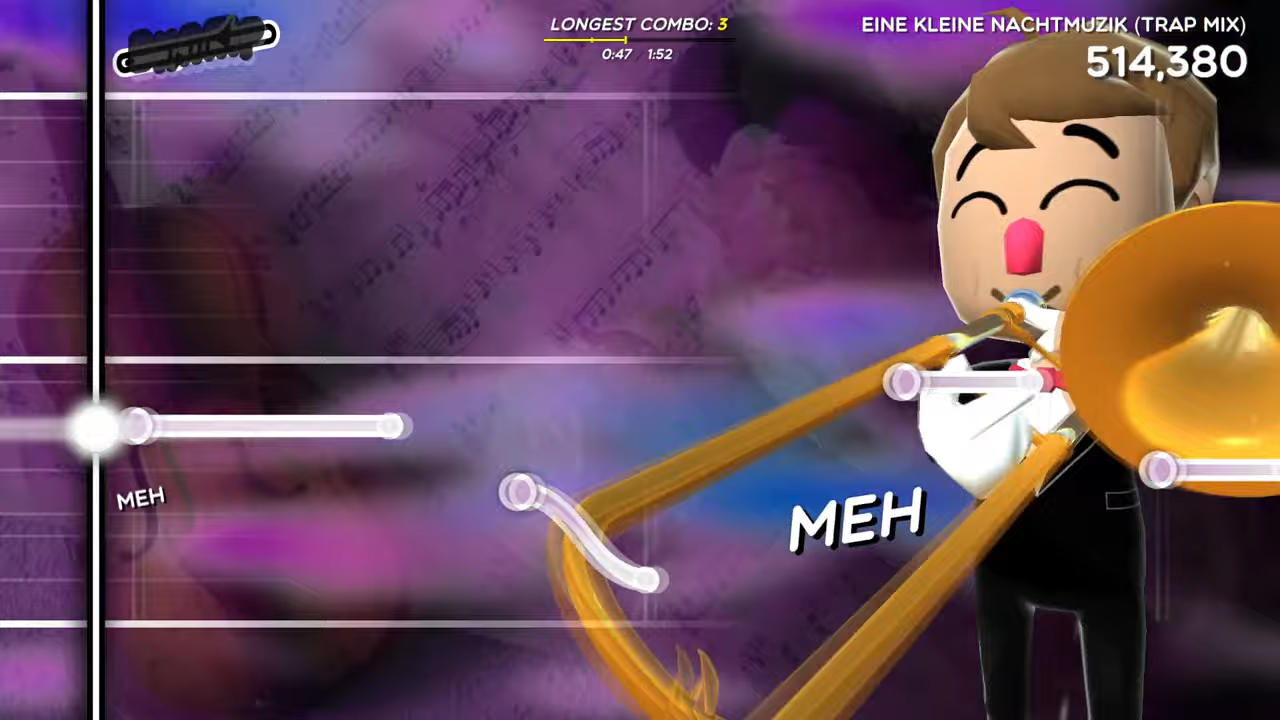 LONGEST COMBO: 3
0:47 1:52
EINE KLEINE NACHTMUZIK (TRAP MIX)
514,380
MEH
MEH